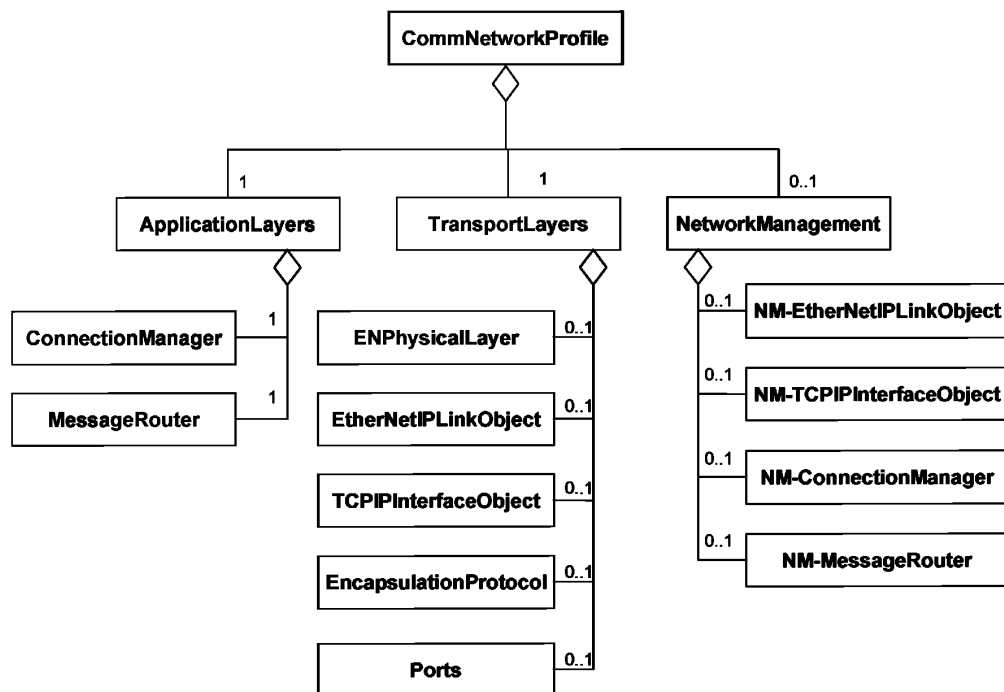 CommNetworkProfile
1
1
0..1
ApplicationLayers
TransportLayers
NetworkManagement
ConnectionManager
1
MessageRouter
1
ENPhysicalLayer
0..1
EtherNetIPLinkObject
0..1
TCPIPInterfaceObject
0..1
EncapsulationProtocol
0..1
Ports
0..1
0..1
NM-EtherNetIPLinkObject
0..1
NM-TCPIPInterfaceObject
0..1
NM-ConnectionManager
0..1
NM-MessageRouter